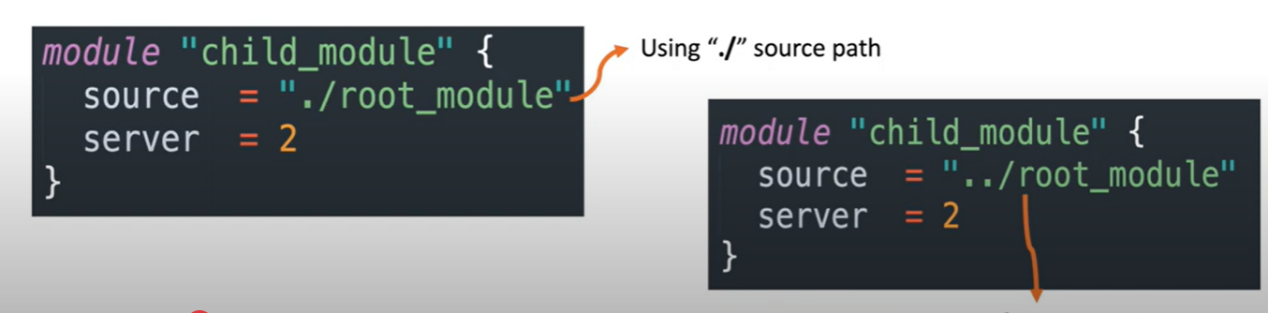 module "child_module" {
source = "./root_module"
server = 2
}
Using “./” source path
module "child_module" {
source = "../root_module"
server = 2
}